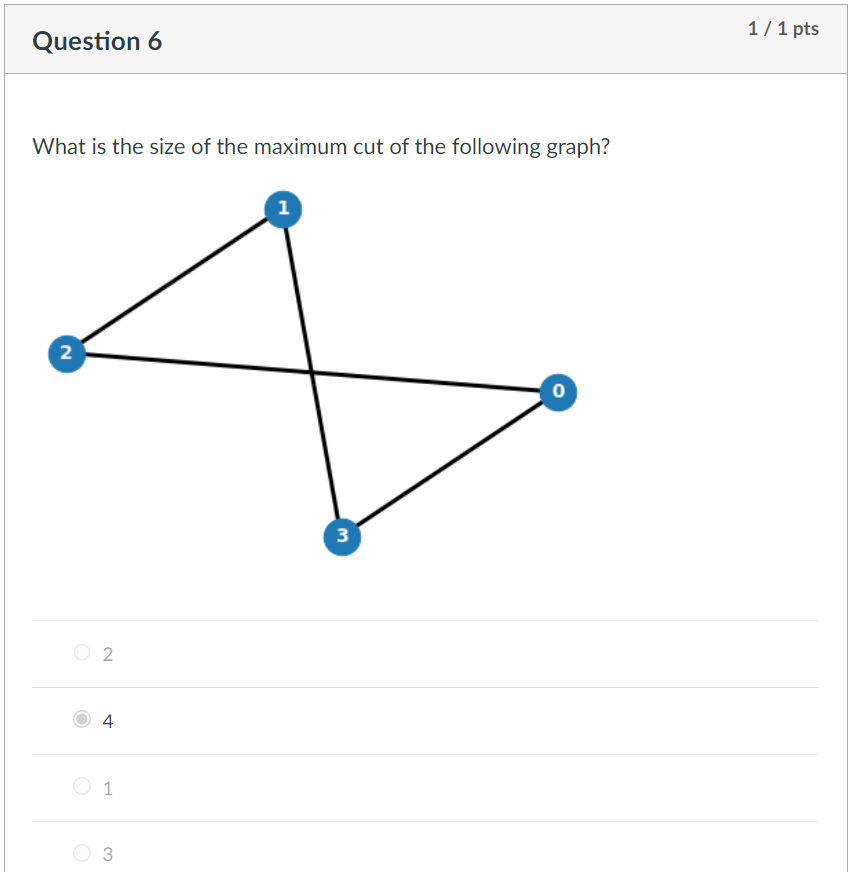 Question 6
1 / 1 pts
What is the size of the maximum cut of the following graph?
1
2
0
3
2
4
1
3